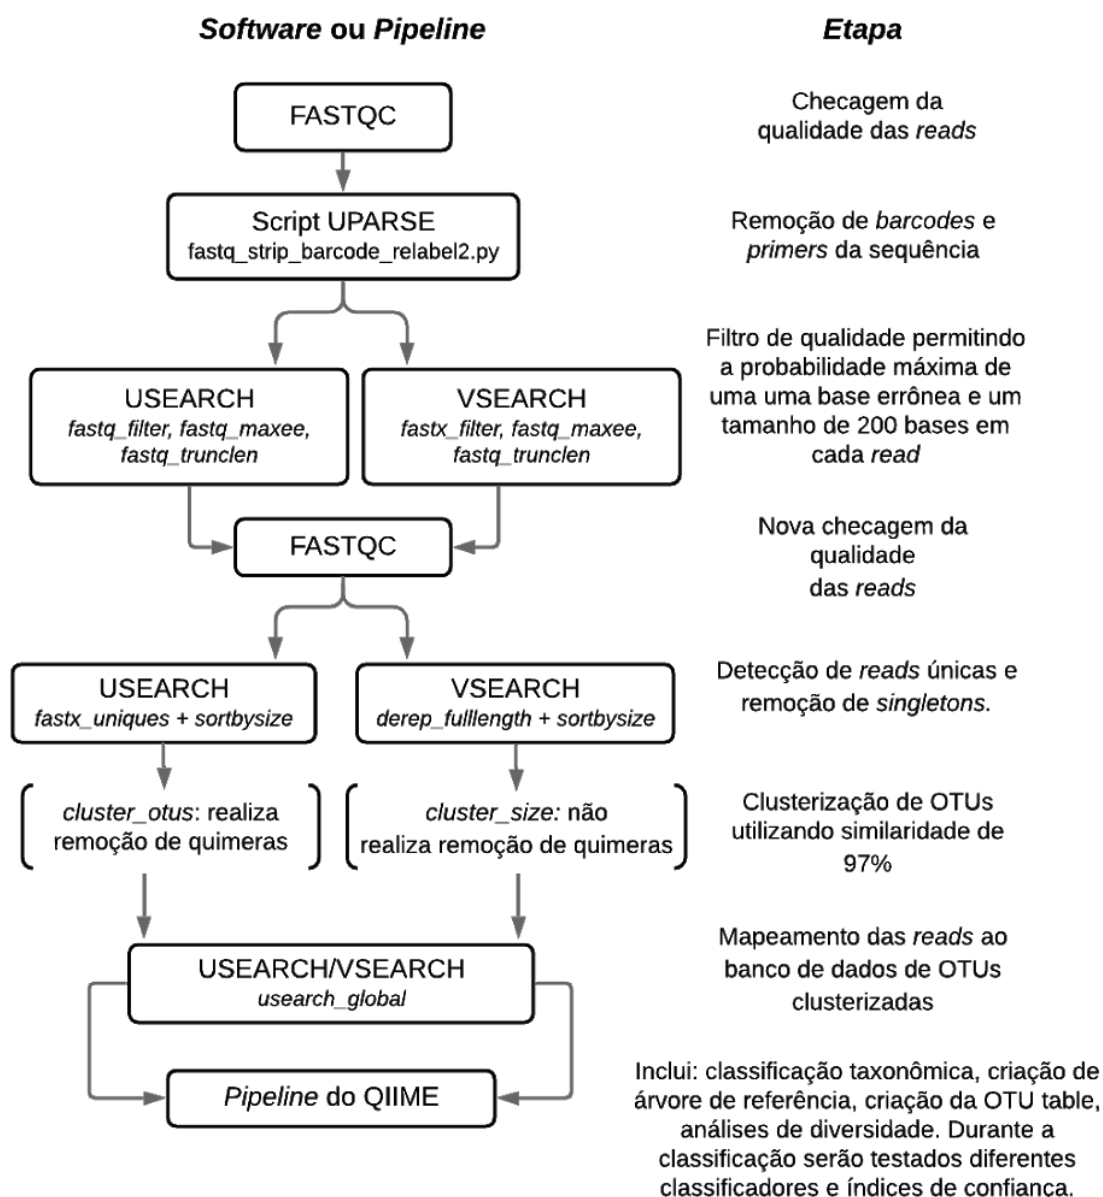 Software ou Pipeline
Etapa
FASTQC
Checagem da
qualidade das reads
Script UPARSE
fastq_strip_barcode_relabel2.py
Remoção de barcodes e
primers da sequência
USEARCH
fastq_filter, fastq_maxee,
fastq_trunclen
VSEARCH
fastx_filter, fastq_maxee,
fastq_trunclen
Filtro de qualidade permitindo
a probabilidade máxima de
uma uma base errônea e um
tamanho de 200 bases em
cada read
FASTQC
Nova checagem da
qualidade
das reads
USEARCH
fastx_uniques + sortbysize
VSEARCH
derep_fulllength + sortbysize
Detecção de reads únicas e
remoção de singletons.
cluster_otus: realiza
remoção de quimeras
cluster_size: não
realiza remoção de quimeras
Clusterização de OTUs
utilizando similaridade de
97%
USEARCH/VSEARCH
usearch_global
Mapeamento das reads ao
banco de dados de OTUs
clusterizadas
Pipeline do QIIME
Inclui: classificação taxonômica, criação de
árvore de referência, criação da OTU table,
análises de diversidade. Durante a
classificação serão testados diferentes
classificadores e índices de confiança.